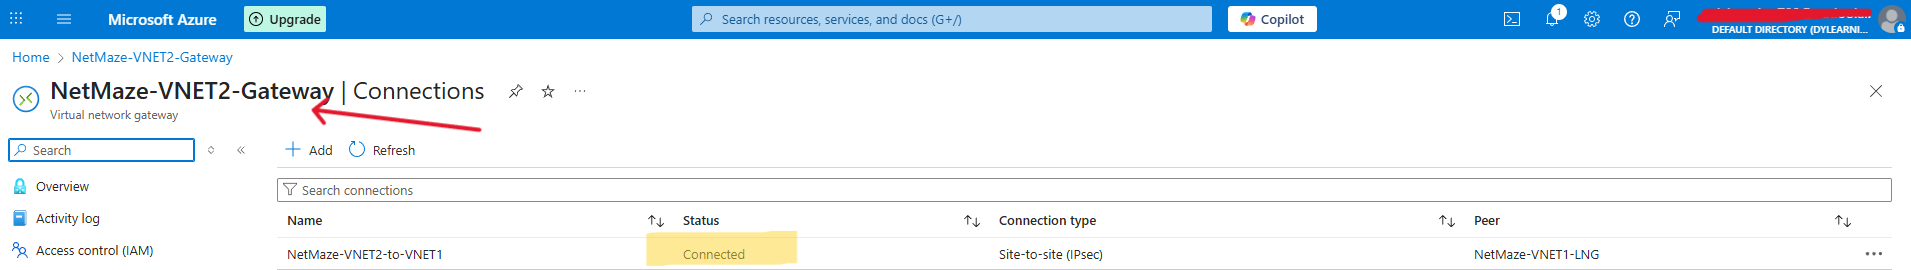 Microsoft Azure
Upgrade
Search resources, services, and docs (G+/)
Copilot
1
DEFAULT DIRECTORY (DYLEARNI...
Home > NetMaze-VNET2-Gateway
NetMaze-VNET2-Gateway | Connections
Virtual network gateway
Search
Add
Refresh
Overview
Search connections
Activity log
Name
Status
Connection type
Peer
Access control (IAM)
NetMaze-VNET2-to-VNET1
Connected
Site-to-site (IPsec)
NetMaze-VNET1-LNG